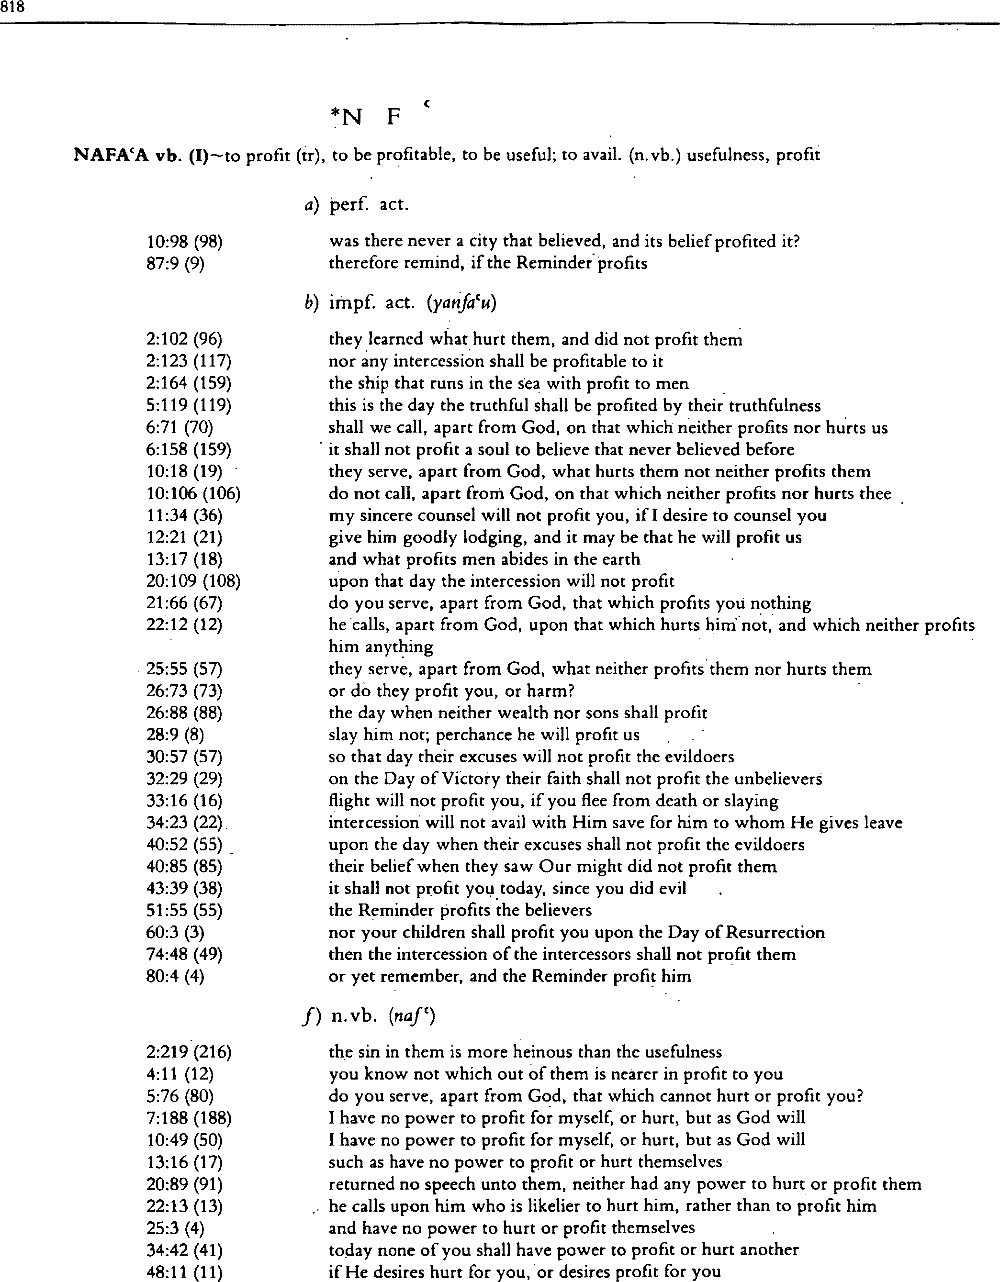 818
*N F ʿ
NAFAʿA vb. (I)~to profit (tr), to be profitable, to be useful; to avail. (n.vb.) usefulness, profit
a) perf. act.
10:98 (98) was there never a city that believed, and its belief profited it?
87:9 (9) therefore remind, if the Reminder profits
b) impf. act. (yanfaʿu)
2:102 (96) they learned what hurt them, and did not profit them
2:123 (117) nor any intercession shall be profitable to it
2:164 (159) the ship that runs in the sea with profit to men
5:119 (119) this is the day the truthful shall be profited by their truthfulness
6:71 (70) shall we call, apart from God, on that which neither profits nor hurts us
6:158 (159) it shall not profit a soul to believe that never believed before
10:18 (19) they serve, apart from God, what hurts them not neither profits them
10:106 (106) do not call, apart from God, on that which neither profits nor hurts thee
11:34 (36) my sincere counsel will not profit you, if I desire to counsel you
12:21 (21) give him goodly lodging, and it may be that he will profit us
13:17 (18) and what profits men abides in the earth
20:109 (108) upon that day the intercession will not profit
21:66 (67) do you serve, apart from God, that which profits you nothing
22:12 (12) he calls, apart from God, upon that which hurts him not, and which neither profits
him anything
25:55 (57) they serve, apart from God, what neither profits them nor hurts them
26:73 (73) or do they profit you, or harm?
26:88 (88) the day when neither wealth nor sons shall profit
28:9 (8) slay him not; perchance he will profit us
30:57 (57) so that day their excuses will not profit the evildoers
32:29 (29) on the Day of Victory their faith shall not profit the unbelievers
33:16 (16) flight will not profit you, if you flee from death or slaying
34:23 (22) intercession will not avail with Him save for him to whom He gives leave
40:52 (55) upon the day when their excuses shall not profit the evildoers
40:85 (85) their belief when they saw Our might did not profit them
43:39 (38) it shall not profit you today, since you did evil
51:55 (55) the Reminder profits the believers
60:3 (3) nor your children shall profit you upon the Day of Resurrection
74:48 (49) then the intercession of the intercessors shall not profit them
80:4 (4) or yet remember, and the Reminder profit him
f) n.vb. (nafʿ)
2:219 (216) the sin in them is more heinous than the usefulness
4:11 (12) you know not which out of them is nearer in profit to you
5:76 (80) do you serve, apart from God, that which cannot hurt or profit you?
7:188 (188) I have no power to profit for myself, or hurt, but as God will
10:49 (50) I have no power to profit for myself, or hurt, but as God will
13:16 (17) such as have no power to profit or hurt themselves
20:89 (91) returned no speech unto them, neither had any power to hurt or profit them
22:13 (13) he calls upon him who is likelier to hurt him, rather than to profit him
25:3 (4) and have no power to hurt or profit themselves
34:42 (41) today none of you shall have power to profit or hurt another
48:11 (11) if He desires hurt for you, or desires profit for you